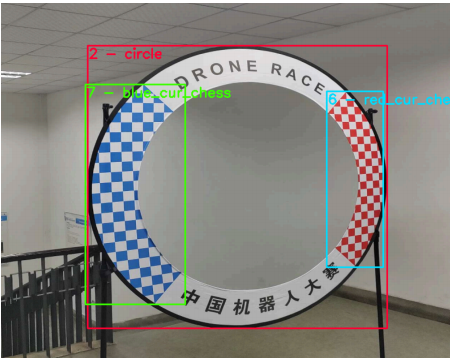 2 - circle
7 - blue_cur_chess
6 - red_cur_che
DRONE RACE
中国机器人大赛